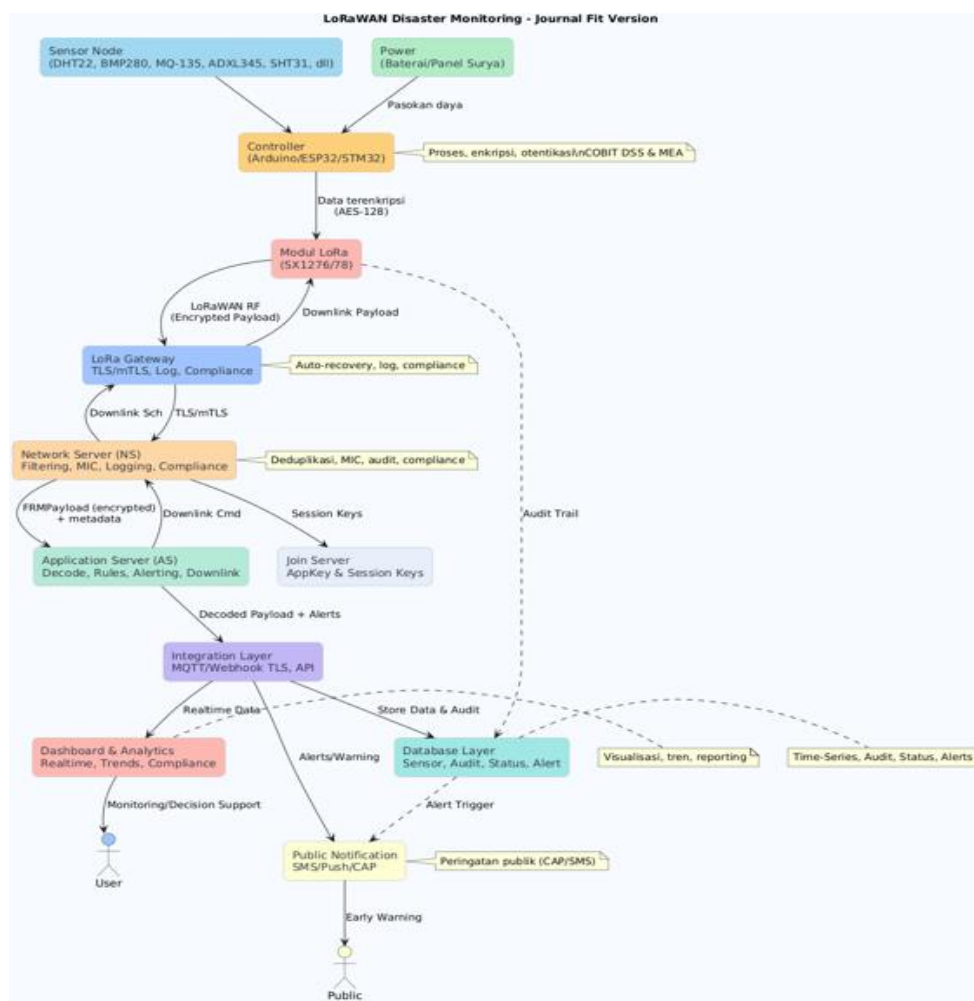 LoRaWAN Disaster Monitoring - Journal Fit Version
Sensor Node
(DHT22, BMP280, MQ-135, ADXL345, SHT31, dll)
Power
(Baterai/Panel Surya)
Pasokan daya
Controller
(Arduino/ESP32/STM32)
Proses, enkripsi, otentikasi\nCOBIT DSS & MEA
Data terenkripsi
(AES-128)
Modul LoRa
(SX1276/78)
LoRaWAN RF
(Encrypted Payload)
Downlink Payload
LoRa Gateway
TLS/mTLS, Log, Compliance
Auto-recovery, log, compliance
Downlink Sch
TLS/mTLS
Network Server (NS)
Filtering, MIC, Logging, Compliance
Deduplikasi, MIC, audit, compliance
FRMPayload (encrypted)
+ metadata
Downlink Cmd
Session Keys
Audit Trail
Application Server (AS)
Decode, Rules, Alerting, Downlink
Join Server
AppKey & Session Keys
Decoded Payload + Alerts
Integration Layer
MQTT/Webhook TLS, API
Realtime Data
Store Data & Audit
Dashboard & Analytics
Realtime, Trends, Compliance
Alerts/Warning
Database Layer
Sensor, Audit, Status, Alert
Visualisasi, tren, reporting
Time-Series, Audit, Status, Alerts
Monitoring/Decision Support
Alert Trigger
User
Public Notification
SMS/Push/CAP
Peringatan publik (CAP/SMS)
Early Warning
Public